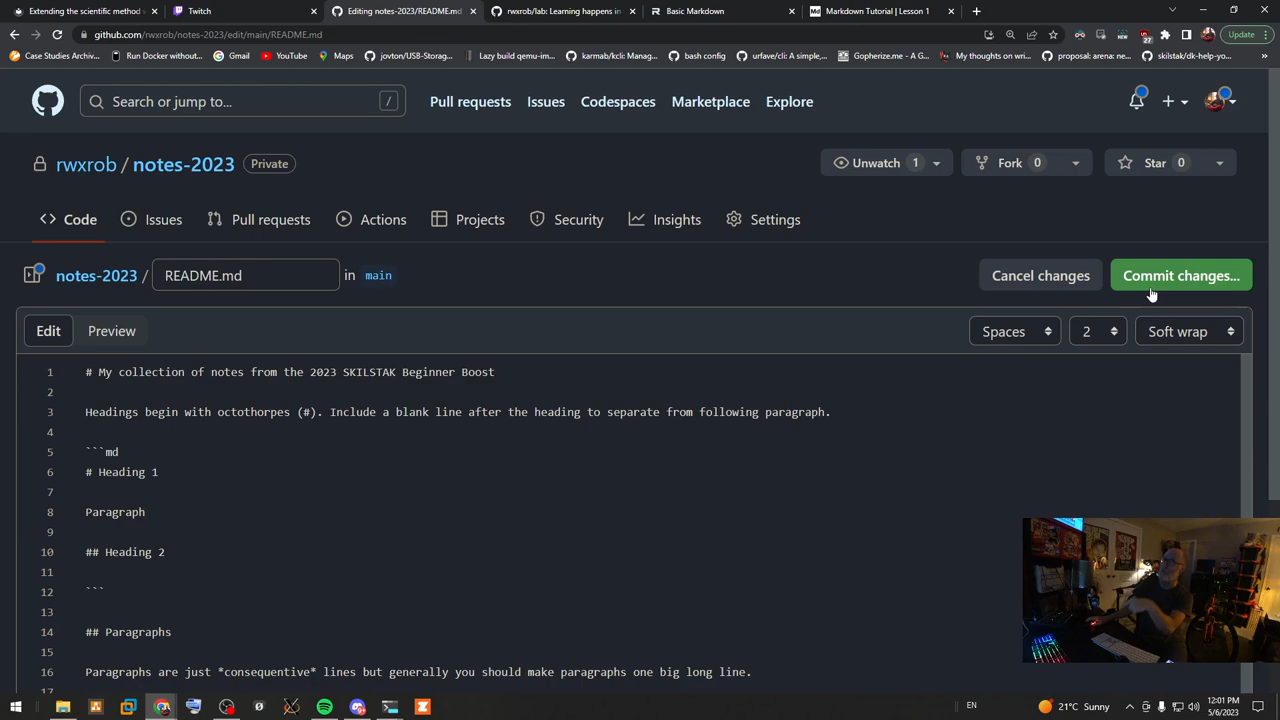 Extending the scientific method
Twitch
Editing notes-2023/README.md
rwxrob/lab: Learning happens in
Basic Markdown
Markdown Tutorial | Lesson 1
github.com/rwxrob/notes-2023/edit/main/README.md
27
Update
Case Studies Archiv...
Run Docker without...
Gmail
YouTube
Maps
jovton/USB-Storag...
Lazy build qemu-im...
karmab/kcli: Manag...
bash config
urfave/cli: A simple,...
Gopherize.me - A G...
My thoughts on wri...
proposal: arena: ne...
skilstak/dk-help-yo...
Search or jump to...
/
Pull requests
Issues
Codespaces
Marketplace
Explore
rwxrob / notes-2023
Private
Unwatch 1
Fork 0
Star 0
Code
Issues
Pull requests
Actions
Projects
Security
Insights
Settings
notes-2023 /
README.md
in
main
Cancel changes
Commit changes...
Edit
Preview
Spaces
2
Soft wrap
1 # My collection of notes from the 2023 SKILSTAK Beginner Boost
2
3 Headings begin with octothorpes (#). Include a blank line after the heading to separate from following paragraph.
4
5 ```md
6 # Heading 1
7
8 Paragraph
9
10 ## Heading 2
11
12 ```
13
14 ## Paragraphs
15
16 Paragraphs are just *consequentive* lines but generally you should make paragraphs one big long line.
17
21°C Sunny
EN
12:01 PM
5/6/2023